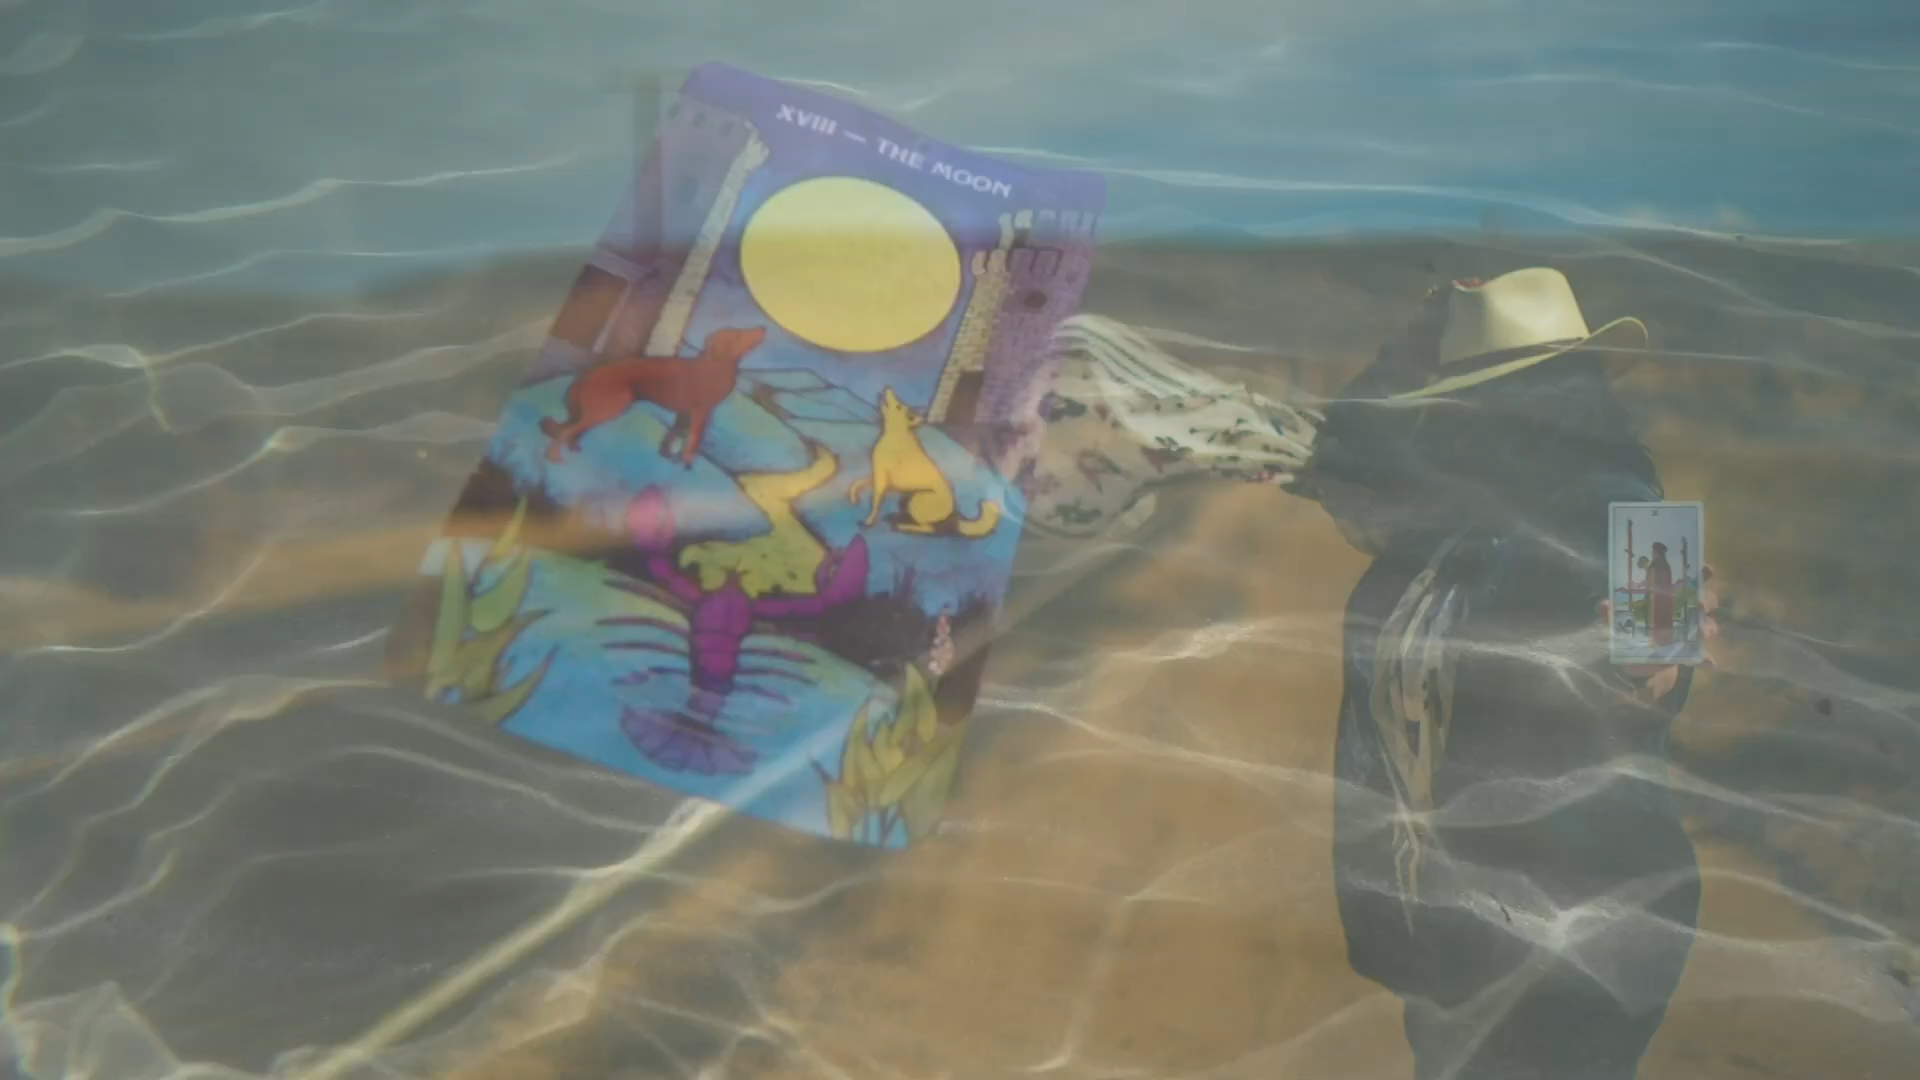 XVIII — THE MOON